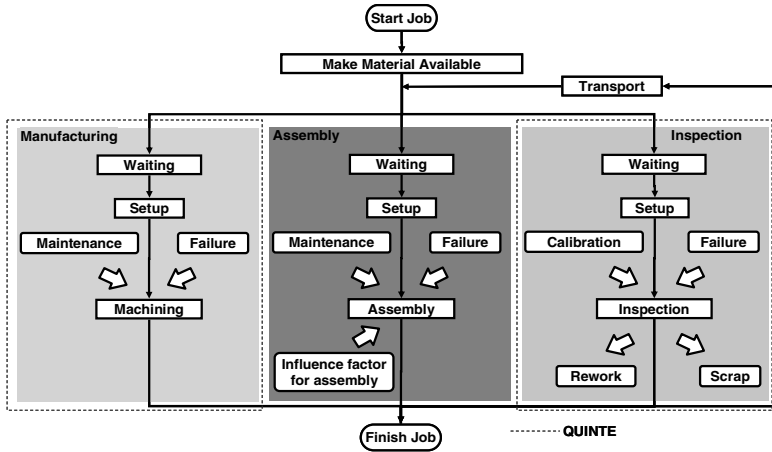 Start Job
Make Material Available
Transport
Manufacturing
Assembly
Inspection
Waiting
Waiting
Waiting
Setup
Setup
Setup
Maintenance
Failure
Maintenance
Failure
Calibration
Failure
Machining
Assembly
Inspection
Influence factor
for assembly
Rework
Scrap
Finish Job
QUINTE